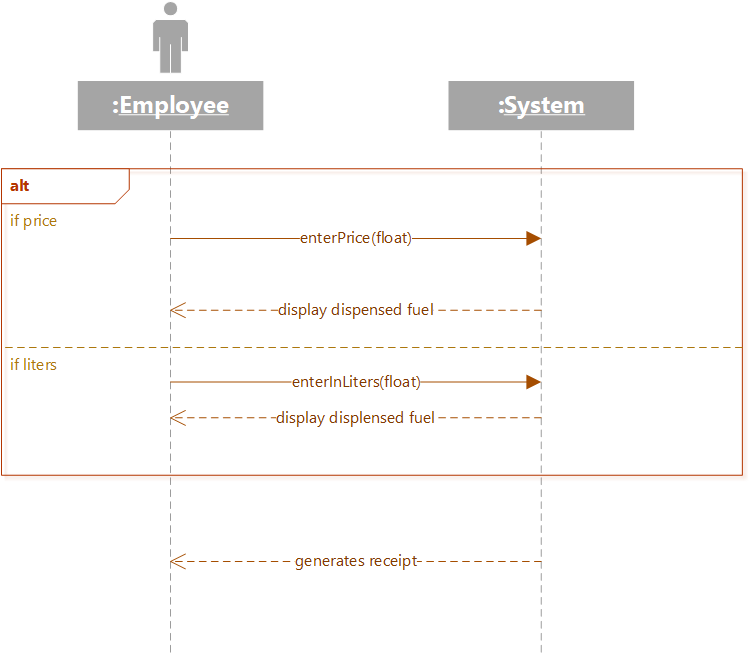 :Employee
:System
alt
if price
enterPrice(float)
display dispensed fuel
if liters
enterInLiters(float)
display displensed fuel
generates receipt